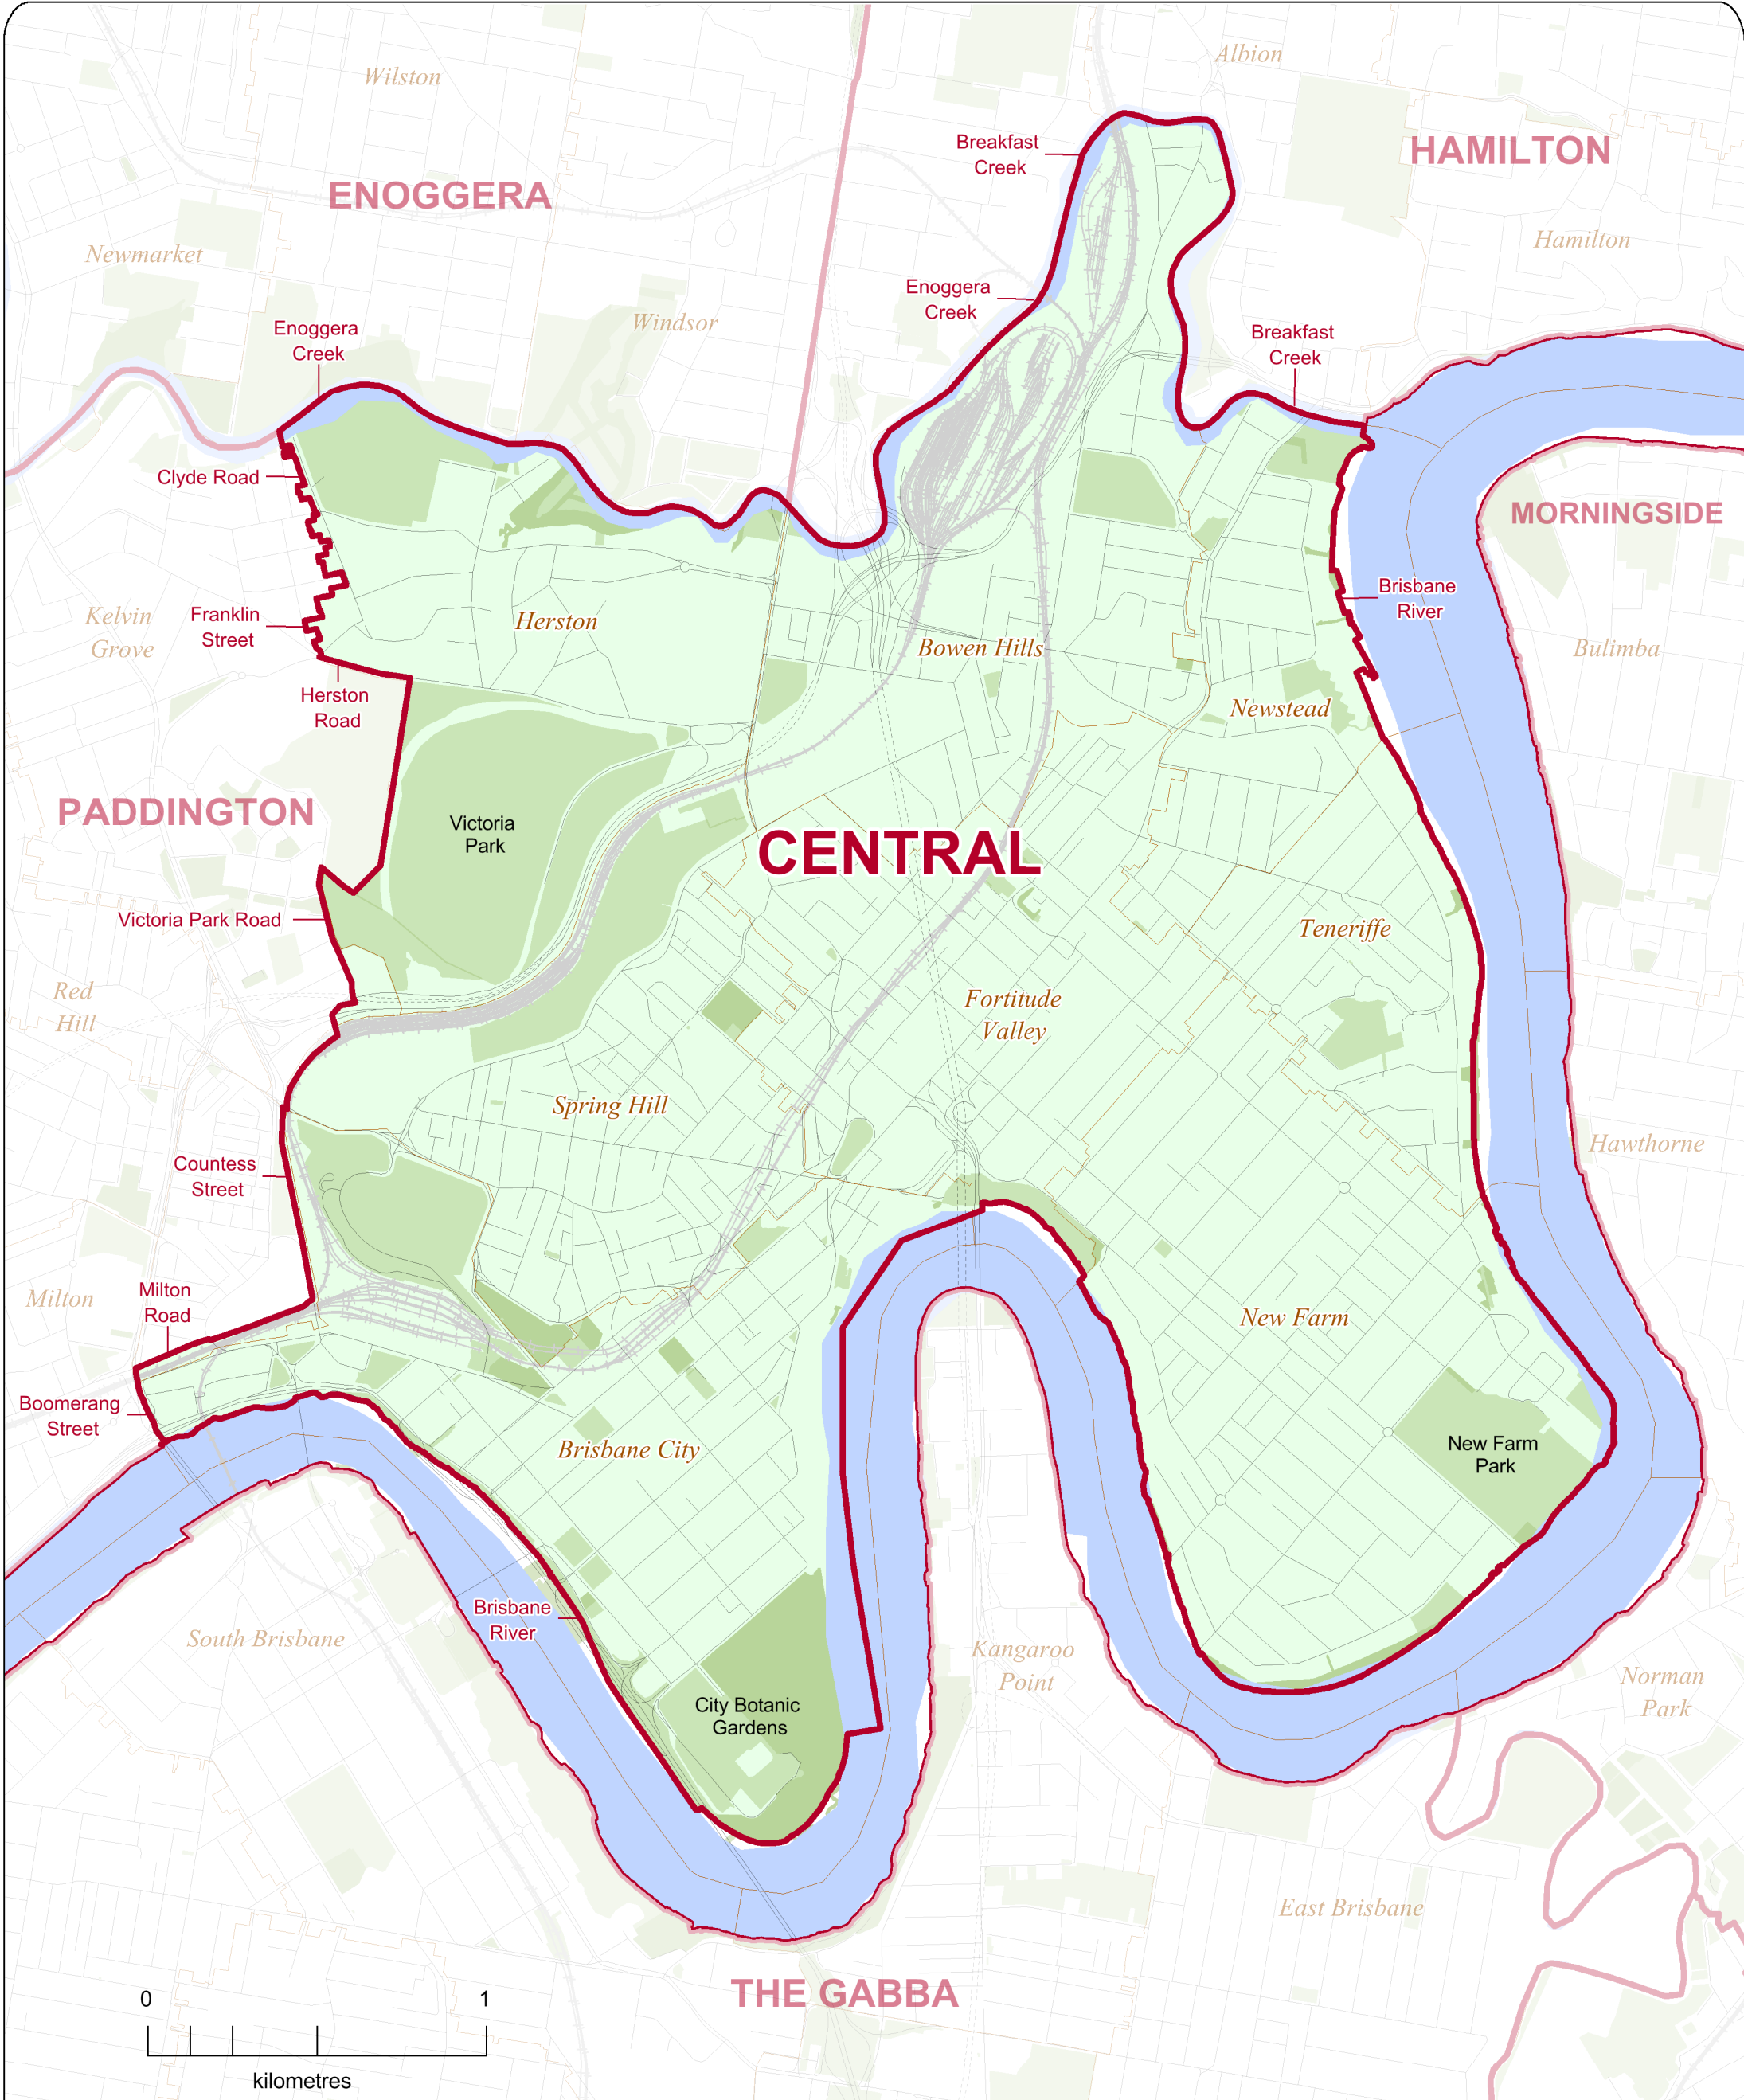 Wilston
Albion
Breakfast
Creek
HAMILTON
ENOGGERA
Newmarket
Hamilton
Enoggera
Creek
Windsor
Enoggera
Creek
Breakfast
Creek
Clyde Road
MORNINGSIDE
Kelvin
Grove
Franklin
Street
Herston
Bowen Hills
Brisbane
River
Bulimba
Herston
Road
Newstead
PADDINGTON
Victoria
Park
CENTRAL
Victoria Park Road
Teneriffe
Red
Hill
Fortitude
Valley
Spring Hill
Hawthorne
Countess
Street
Milton
Milton
Road
New Farm
Boomerang
Street
Brisbane City
New Farm
Park
Brisbane
River
South Brisbane
Kangaroo
Point
Norman
Park
City Botanic
Gardens
East Brisbane
THE GABBA
0 1
kilometres